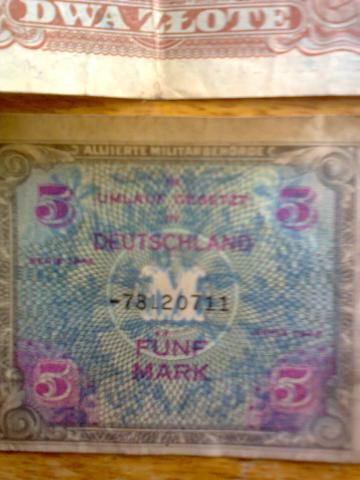 DWA ZŁOTE
ALLIIERTE MILITÄRBEHÖRDE
5 IN 5
UMLAUF GESETZT
IN
DEUTSCHLAND
SERIE 1944
M
-78120711
SERIE 1944
FÜNF
MARK
5 5